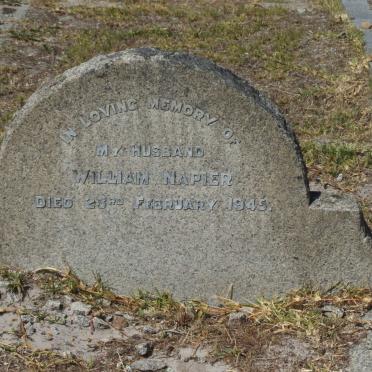 IN LOVING MEMORY OF
MY HUSBAND
WILLIAM NAPIER
DIED 23RD FEBRUARY 1945.